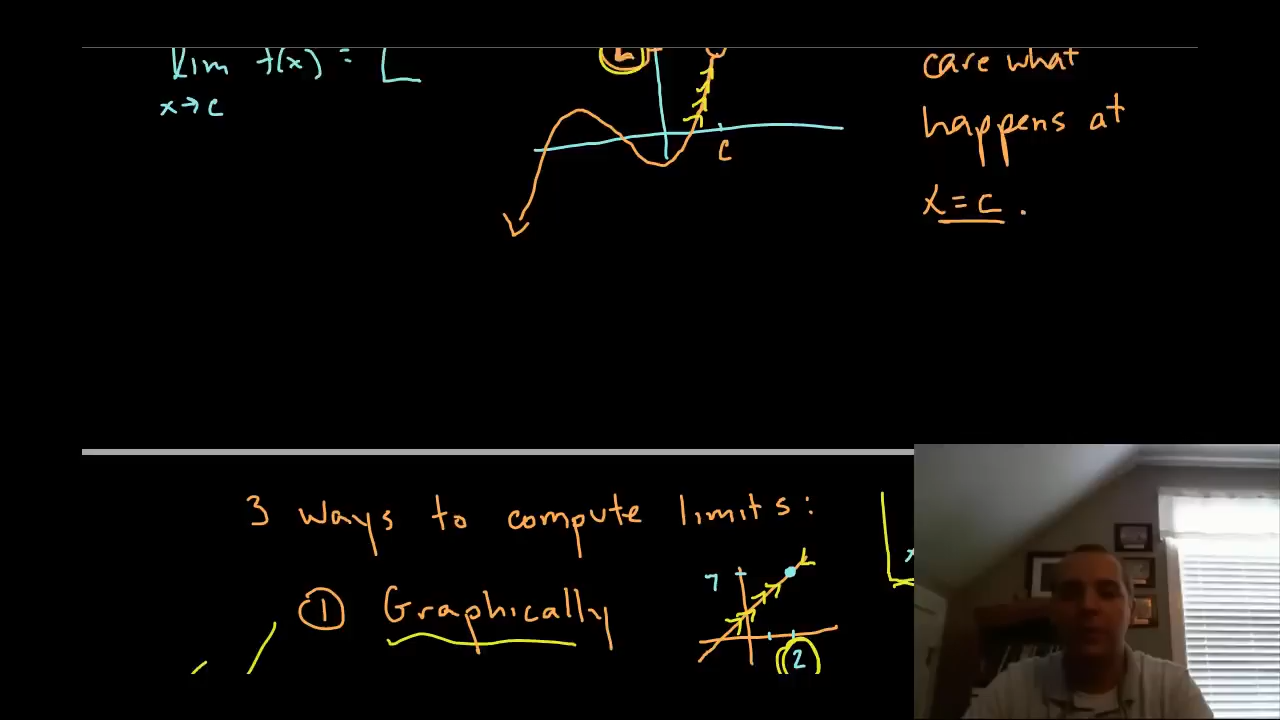 lim f(x) = L
x→c
L
c
care what
happens at
x = c.
3 ways to compute limits:
① Graphically
7
2